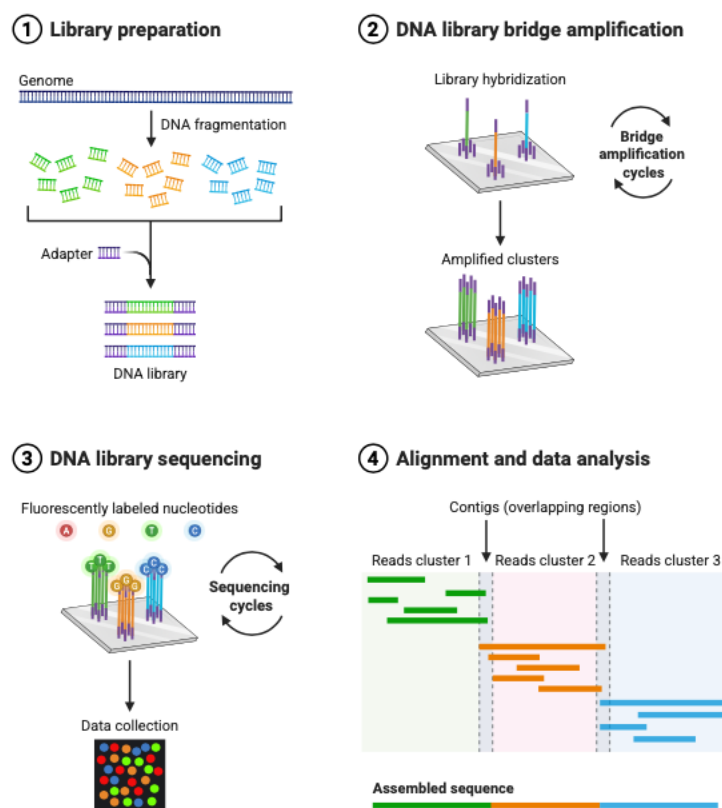 1 Library preparation
Genome
DNA fragmentation
Adapter
DNA library
2 DNA library bridge amplification
Library hybridization
Bridge
amplification
cycles
Amplified clusters
3 DNA library sequencing
Fluorescently labeled nucleotides
A G T C
T T T
G G G
C C C
Sequencing
cycles
Data collection
4 Alignment and data analysis
Contigs (overlapping regions)
Reads cluster 1 Reads cluster 2 Reads cluster 3
Assembled sequence